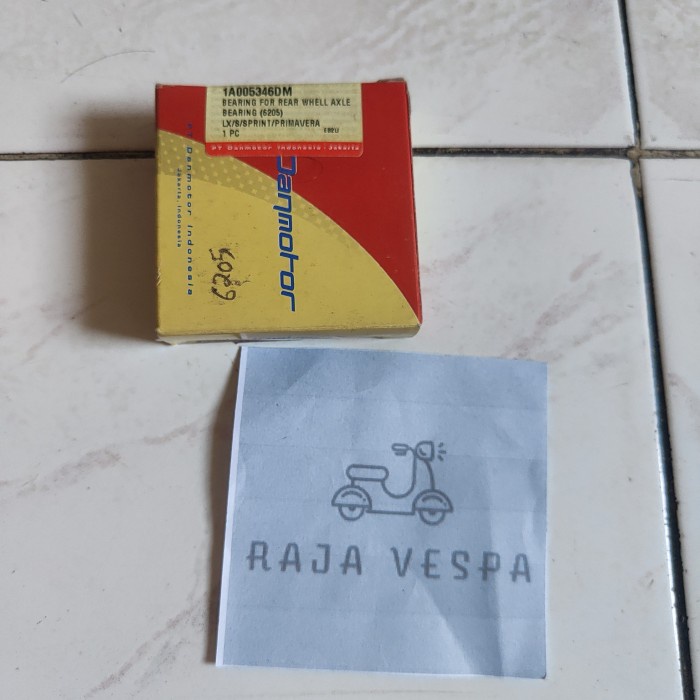 1A005346DM
BEARING FOR REAR WHELL AXLE
BEARING (6205)
LX/S/SPRINT/PRIMAVERA
1 PC
PT Danmotor Indonesia - Jakarta
Danmotor
PT Danmotor Indonesia
Jakarta, Indonesia
6205
RAJA VESPA